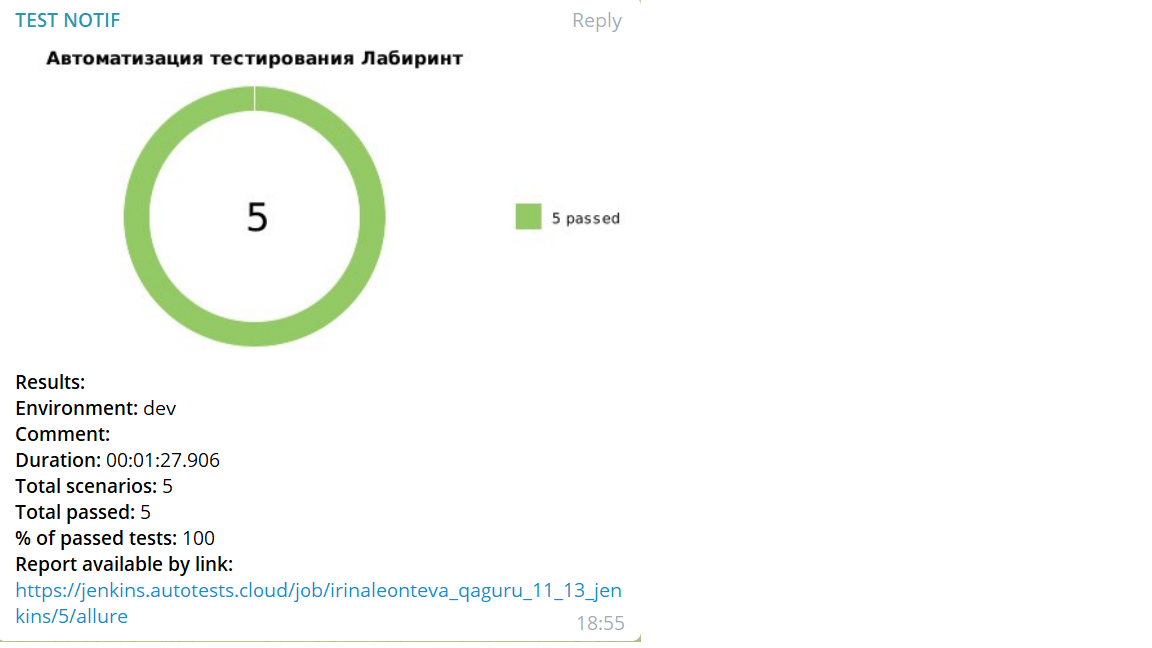 TEST NOTIF
Reply
Автоматизация тестирования Лабиринт
5
5 passed
Results:
Environment: dev
Comment:
Duration: 00:01:27.906
Total scenarios: 5
Total passed: 5
% of passed tests: 100
Report available by link:
https://jenkins.autotests.cloud/job/irinaleonteva_qaguru_11_13_jen
kins/5/allure
18:55